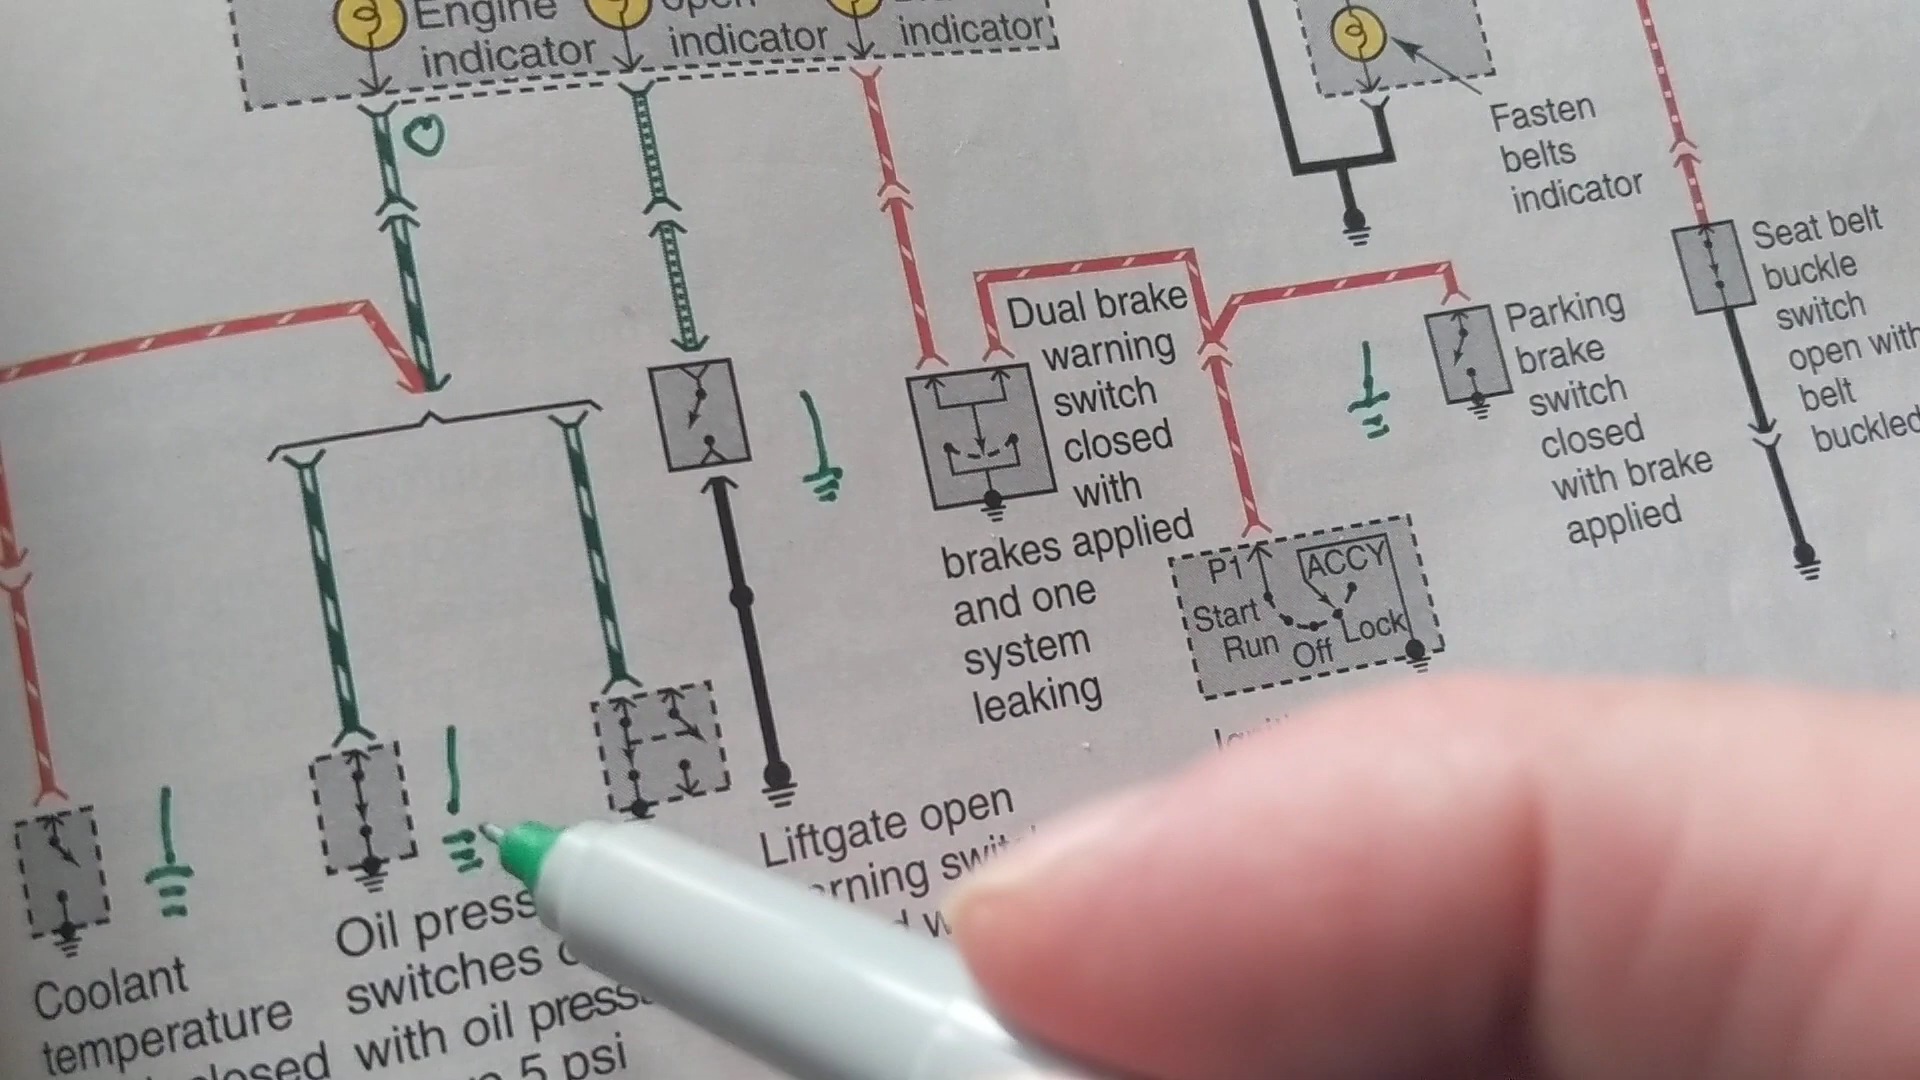 Engine
indicator
open
indicator
indicator
Fasten
belts
indicator
Seat belt
buckle
switch
open with
belt
buckled
Dual brake
warning
switch
closed
with
brakes applied
and one
system
leaking
Parking
brake
switch
closed
with brake
applied
P1
ACCY
Start
Run
Off
Lock
Liftgate open
Oil press
switches
with oil press
5 psi
Coolant
temperature
closed